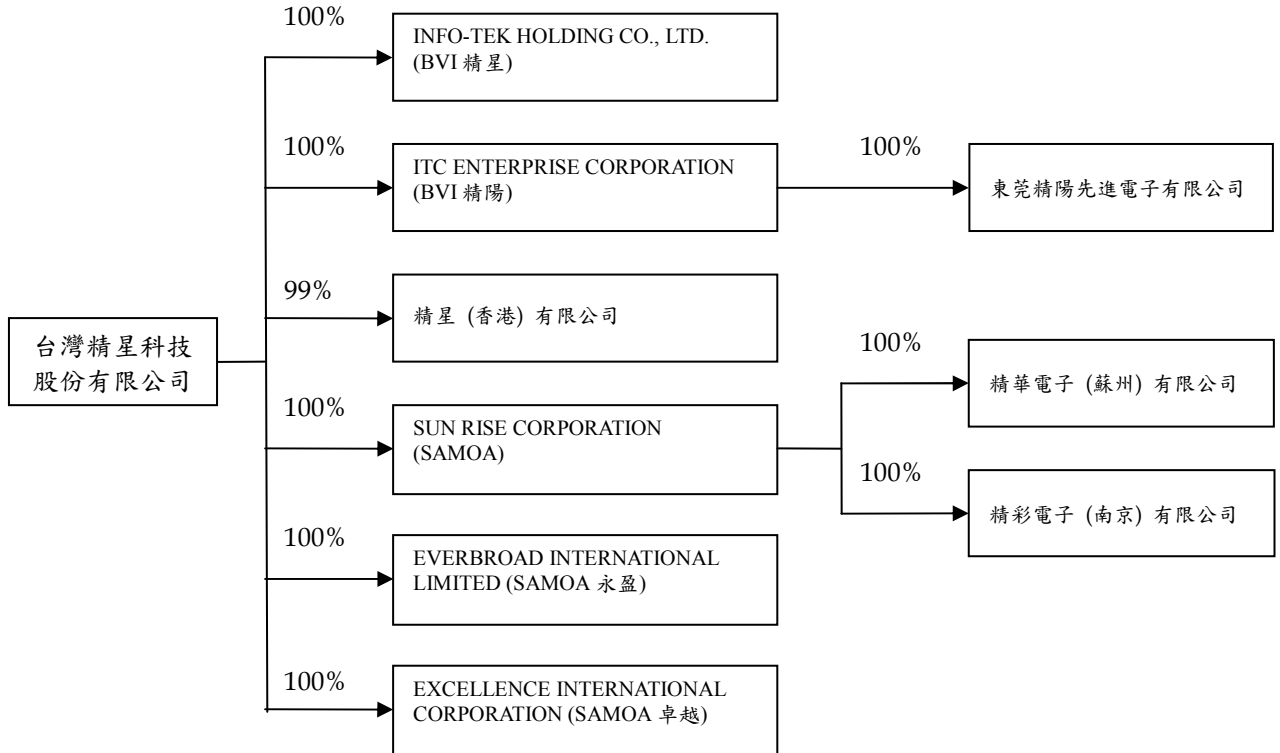 100%
INFO-TEK HOLDING CO., LTD.
(BVI 精星)
100%
ITC ENTERPRISE CORPORATION
(BVI 精陽)
100%
東莞精陽先進電子有限公司
99%
精星 (香港) 有限公司
台灣精星科技
股份有限公司
100%
SUN RISE CORPORATION
(SAMOA)
100%
精華電子 (蘇州) 有限公司
100%
精彩電子 (南京) 有限公司
100%
EVERBROAD INTERNATIONAL
LIMITED (SAMOA 永盈)
100%
EXCELLENCE INTERNATIONAL
CORPORATION (SAMOA 卓越)